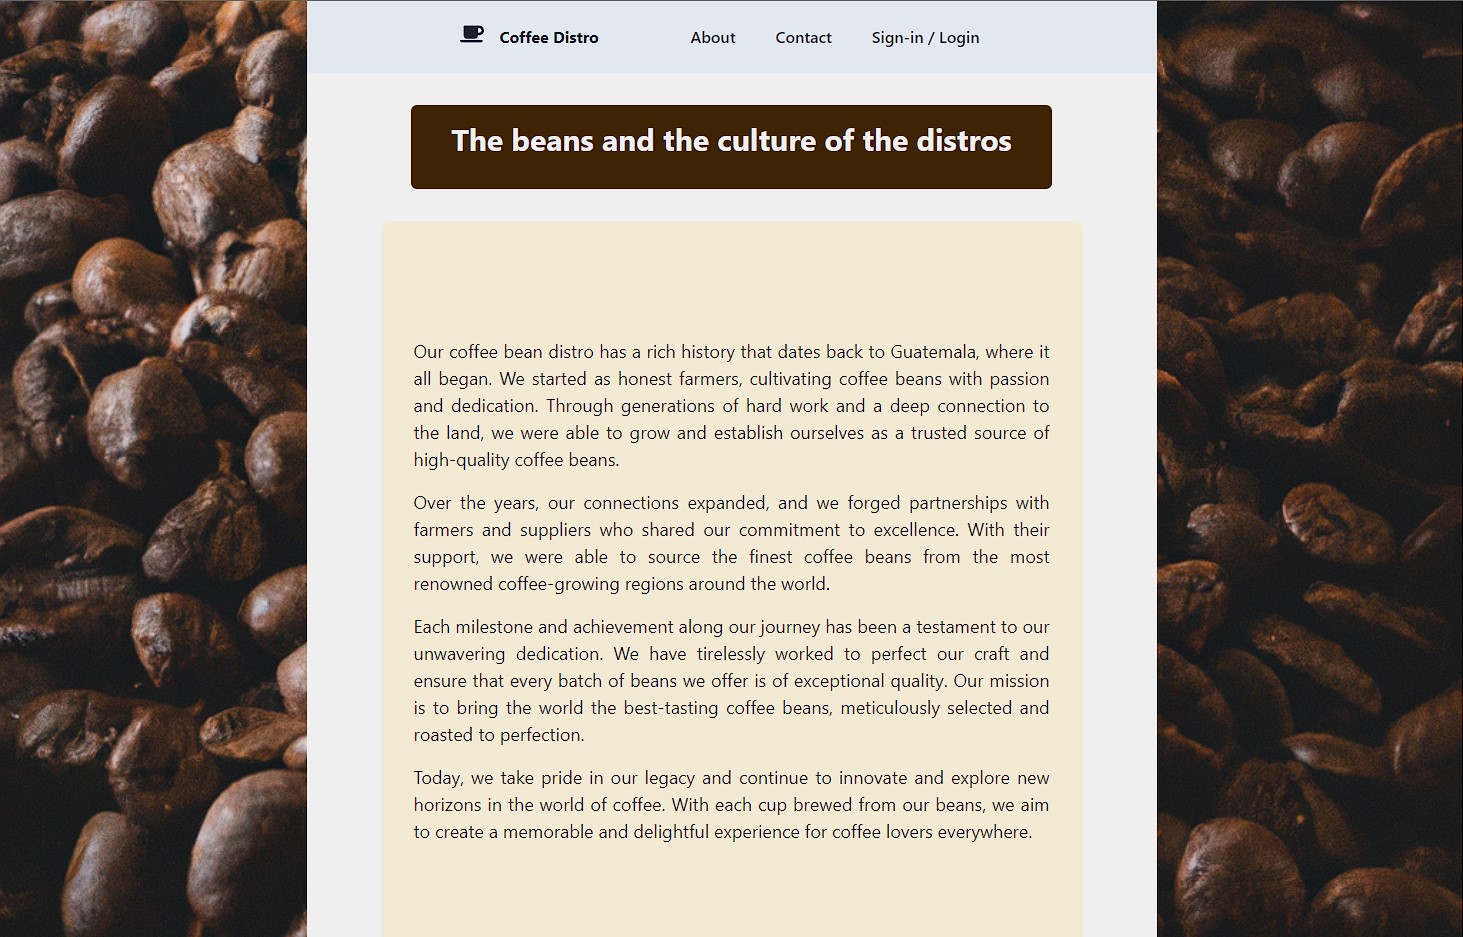 Coffee Distro About Contact Sign-in / Login
The beans and the culture of the distros
Our coffee bean distro has a rich history that dates back to Guatemala, where it
all began. We started as honest farmers, cultivating coffee beans with passion
and dedication. Through generations of hard work and a deep connection to
the land, we were able to grow and establish ourselves as a trusted source of
high-quality coffee beans.
Over the years, our connections expanded, and we forged partnerships with
farmers and suppliers who shared our commitment to excellence. With their
support, we were able to source the finest coffee beans from the most
renowned coffee-growing regions around the world.
Each milestone and achievement along our journey has been a testament to our
unwavering dedication. We have tirelessly worked to perfect our craft and
ensure that every batch of beans we offer is of exceptional quality. Our mission
is to bring the world the best-tasting coffee beans, meticulously selected and
roasted to perfection.
Today, we take pride in our legacy and continue to innovate and explore new
horizons in the world of coffee. With each cup brewed from our beans, we aim
to create a memorable and delightful experience for coffee lovers everywhere.